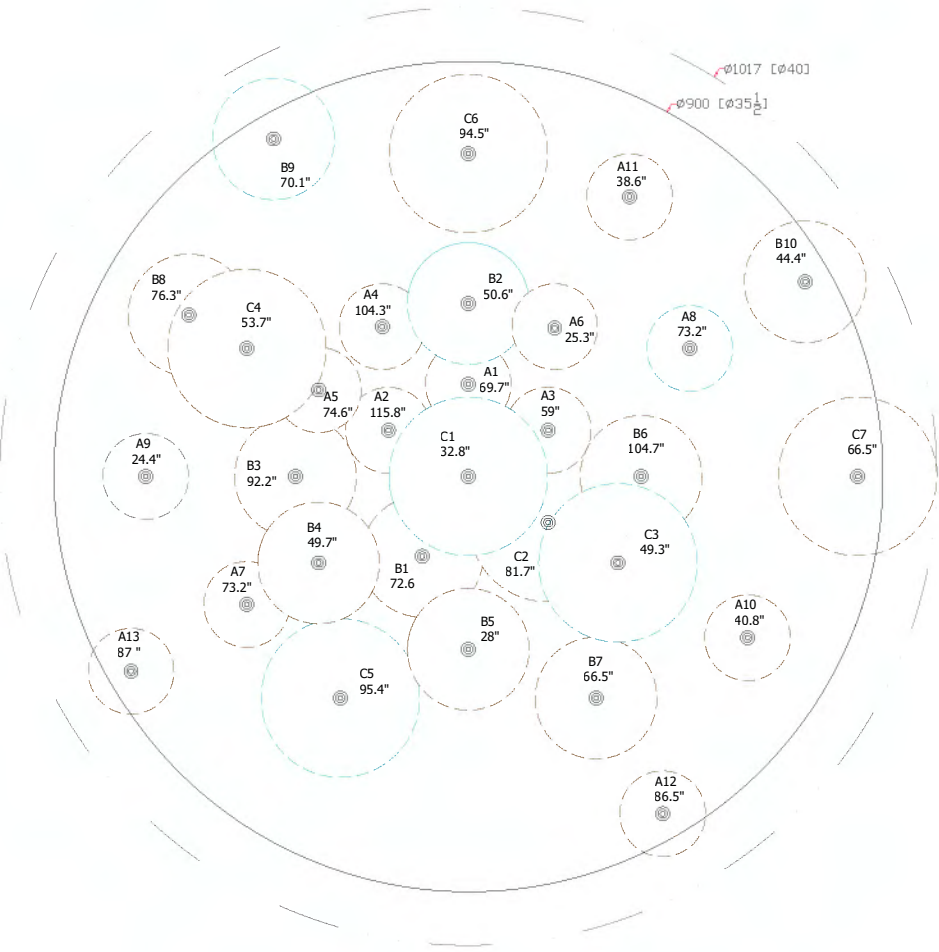 Ø1017 [Ø40]
Ø900 [Ø35½]
C6
94.5"
A11
38.6"
B9
70.1"
B10
44.4"
B8
76.3"
C4
53.7"
A4
104.3"
B2
50.6"
A6
25.3"
A8
73.2"
A1
69.7"
A5
74.6"
A2
115.8"
A3
59"
C1
32.8"
B6
104.7"
C7
66.5"
A9
24.4"
B3
92.2"
B4
49.7"
B1
72.6
C2
81.7"
C3
49.3"
A7
73.2"
A10
40.8"
A13
87 "
B5
28"
C5
95.4"
B7
66.5"
A12
86.5"